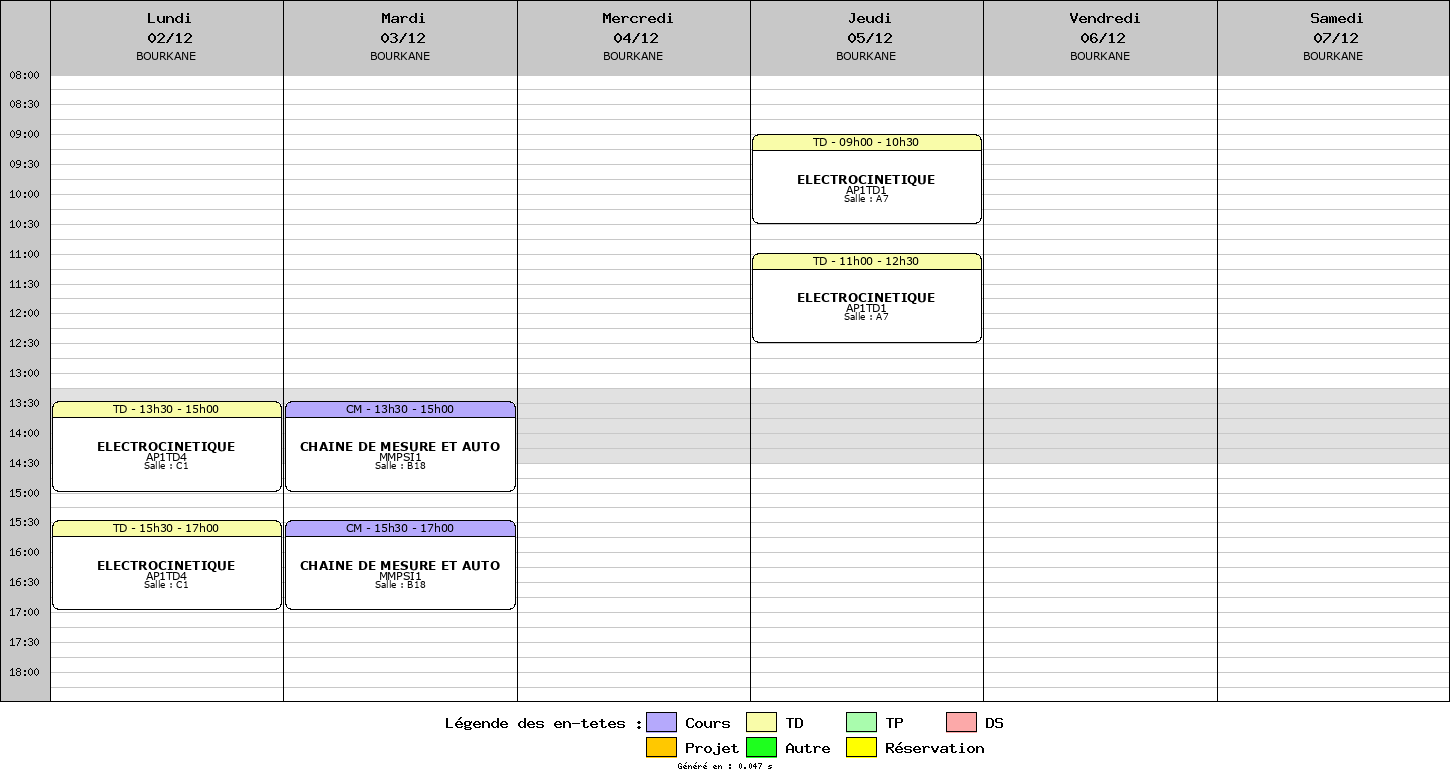 Lundi
02/12
BOURKANE
Mardi
03/12
BOURKANE
Mercredi
04/12
BOURKANE
Jeudi
05/12
BOURKANE
Vendredi
06/12
BOURKANE
Samedi
07/12
BOURKANE
08:00
08:30
09:00
09:30
10:00
10:30
11:00
11:30
12:00
12:30
13:00
13:30
14:00
14:30
15:00
15:30
16:00
16:30
17:00
17:30
18:00
TD - 13h30 - 15h00
ELECTROCINETIQUE
AP1TD4
Salle : C1
TD - 15h30 - 17h00
ELECTROCINETIQUE
AP1TD4
Salle : C1
CM - 13h30 - 15h00
CHAINE DE MESURE ET AUTO
MMPSI1
Salle : B18
CM - 15h30 - 17h00
CHAINE DE MESURE ET AUTO
MMPSI1
Salle : B18
TD - 09h00 - 10h30
ELECTROCINETIQUE
AP1TD1
Salle : A7
TD - 11h00 - 12h30
ELECTROCINETIQUE
AP1TD1
Salle : A7
Légende des en-tetes : Cours TD TP DS
Projet Autre Réservation
Généré en : 0.047 s